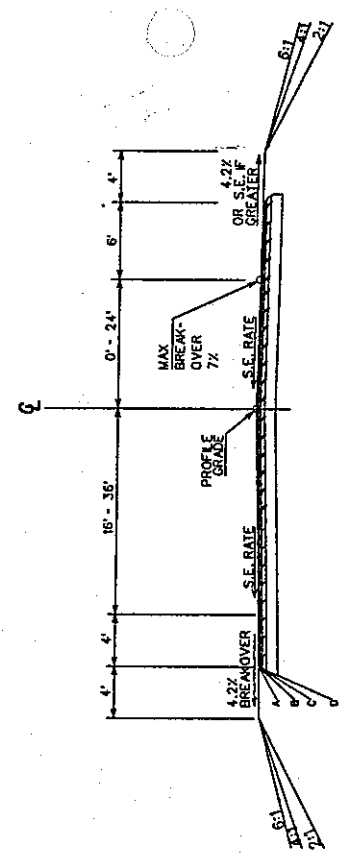 ℄
16' - 36'
0' - 24'
4'
4'
6'
4'
4.2%
BREAKOVER
S.E. RATE
PROFILE
GRADE
S.E. RATE
MAX
BREAK-
OVER
7%
4.2%
OR S.E. IF
GREATER
6:1
4:1
2:1
A
B
C
D
6:1
4:1
2:1